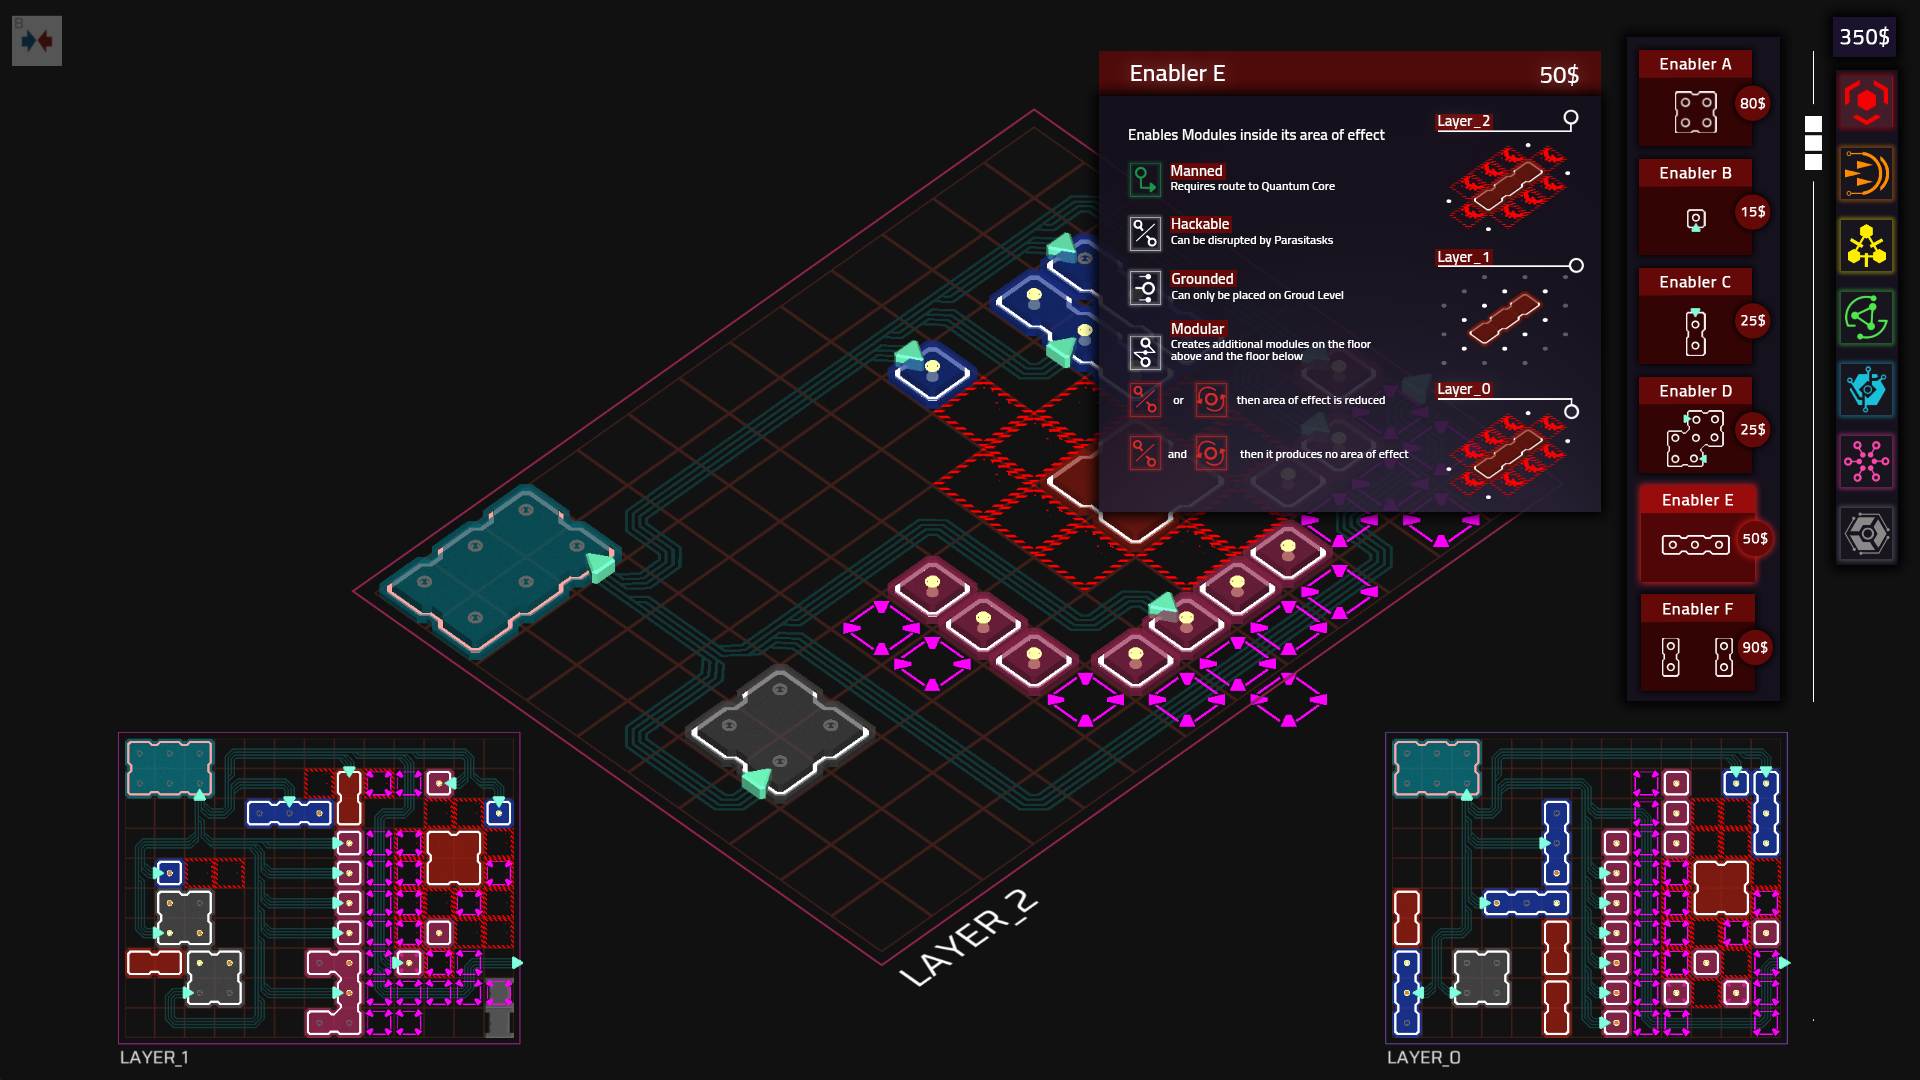 B
350$
Enabler E
50$
Enables Modules inside its area of effect
Manned
Requires route to Quantum Core
Hackable
Can be disrupted by Parasitasks
Grounded
Can only be placed on Groud Level
Modular
Creates additional modules on the floor
above and the floor below
or
then area of effect is reduced
and
then it produces no area of effect
Layer_2
Layer_1
Layer_0
Enabler A
80$
Enabler B
15$
Enabler C
25$
Enabler D
25$
Enabler E
50$
Enabler F
90$
LAYER_2
LAYER_1
LAYER_0